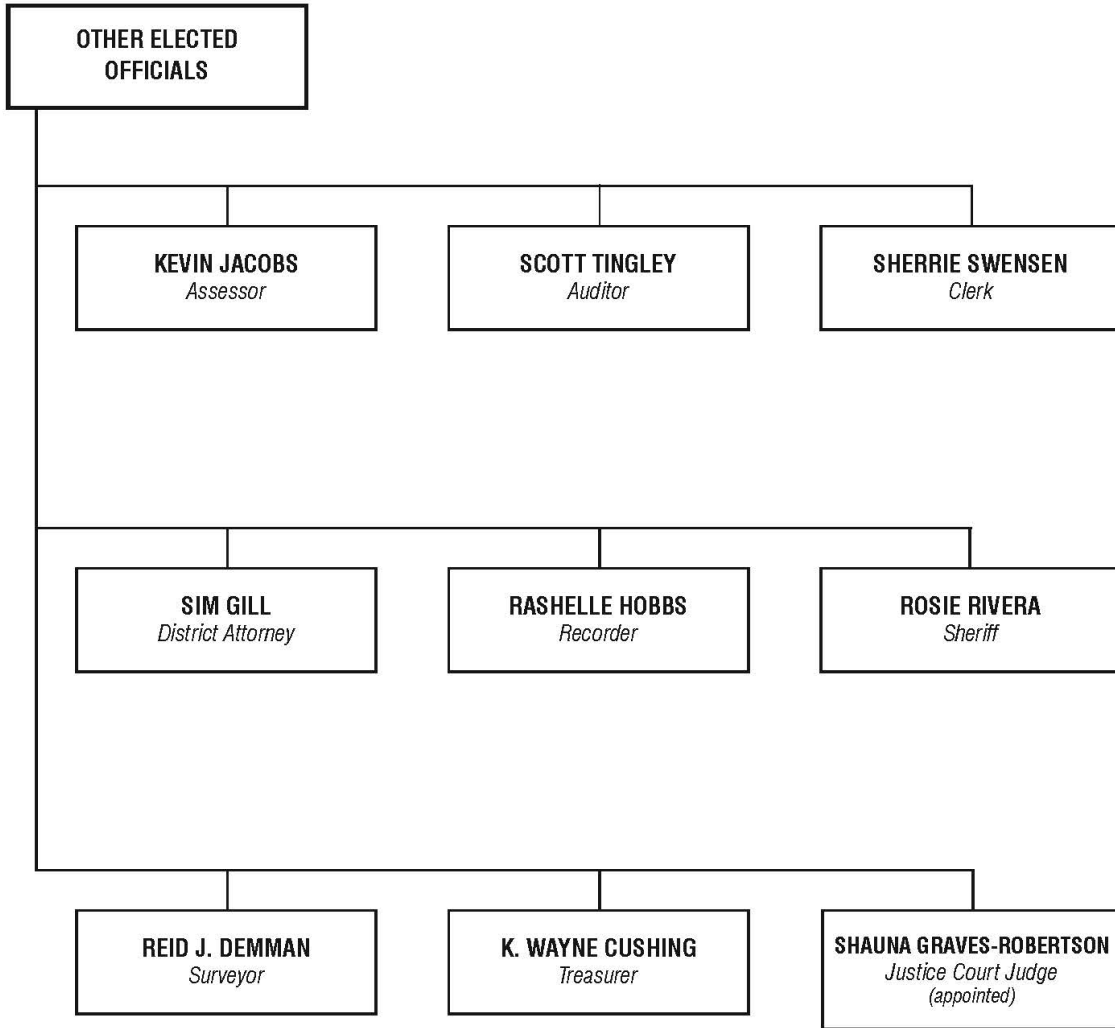 OTHER ELECTED
OFFICIALS
KEVIN JACOBS
Assessor
SCOTT TINGLEY
Auditor
SHERRIE SWENSEN
Clerk
SIM GILL
District Attorney
RASHELLE HOBBS
Recorder
ROSIE RIVERA
Sheriff
REID J. DEMMAN
Surveyor
K. WAYNE CUSHING
Treasurer
SHAUNA GRAVES-ROBERTSON
Justice Court Judge
(appointed)